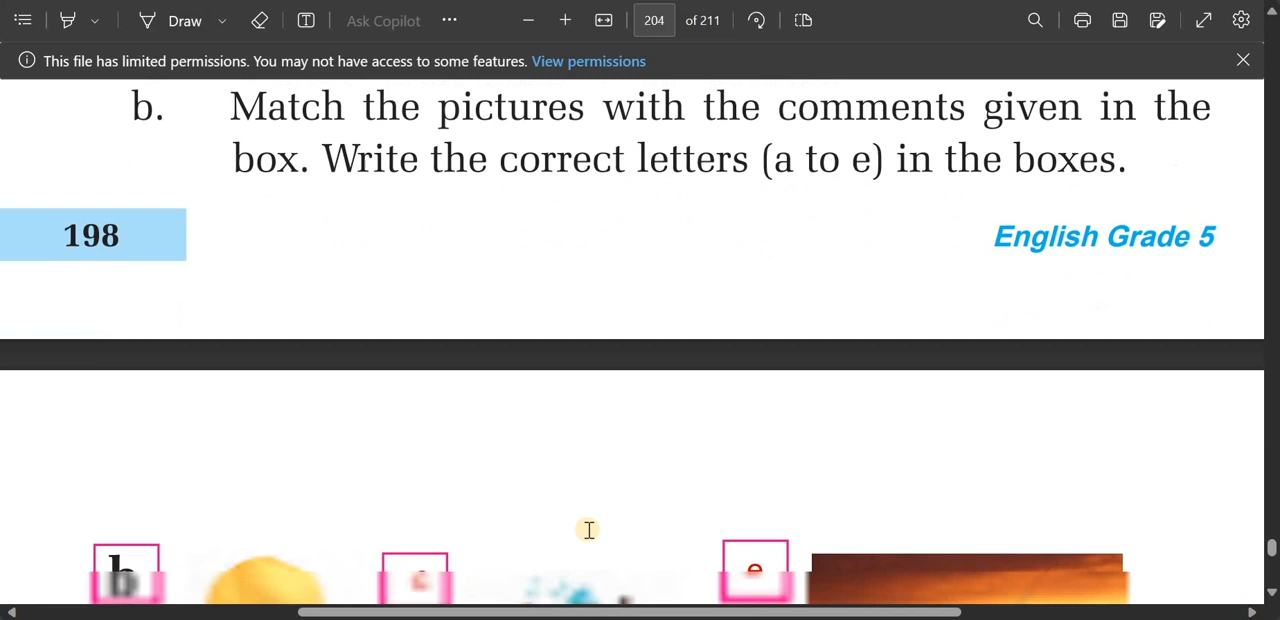 Draw
Ask Copilot
204 of 211
This file has limited permissions. You may not have access to some features. View permissions
b. Match the pictures with the comments given in the
box. Write the correct letters (a to e) in the boxes.
198
English Grade 5
b
e